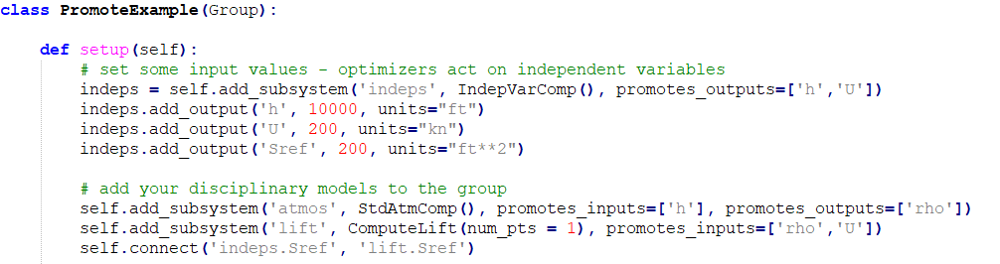 class PromoteExample(Group):
def setup(self):
# set some input values - optimizers act on independent variables
indeps = self.add_subsystem('indeps', IndepVarComp(), promotes_outputs=['h','U'])
indeps.add_output('h', 10000, units="ft")
indeps.add_output('U', 200, units="kn")
indeps.add_output('Sref', 200, units="ft**2")
# add your disciplinary models to the group
self.add_subsystem('atmos', StdAtmComp(), promotes_inputs=['h'], promotes_outputs=['rho'])
self.add_subsystem('lift', ComputeLift(num_pts = 1), promotes_inputs=['rho','U'])
self.connect('indeps.Sref', 'lift.Sref')